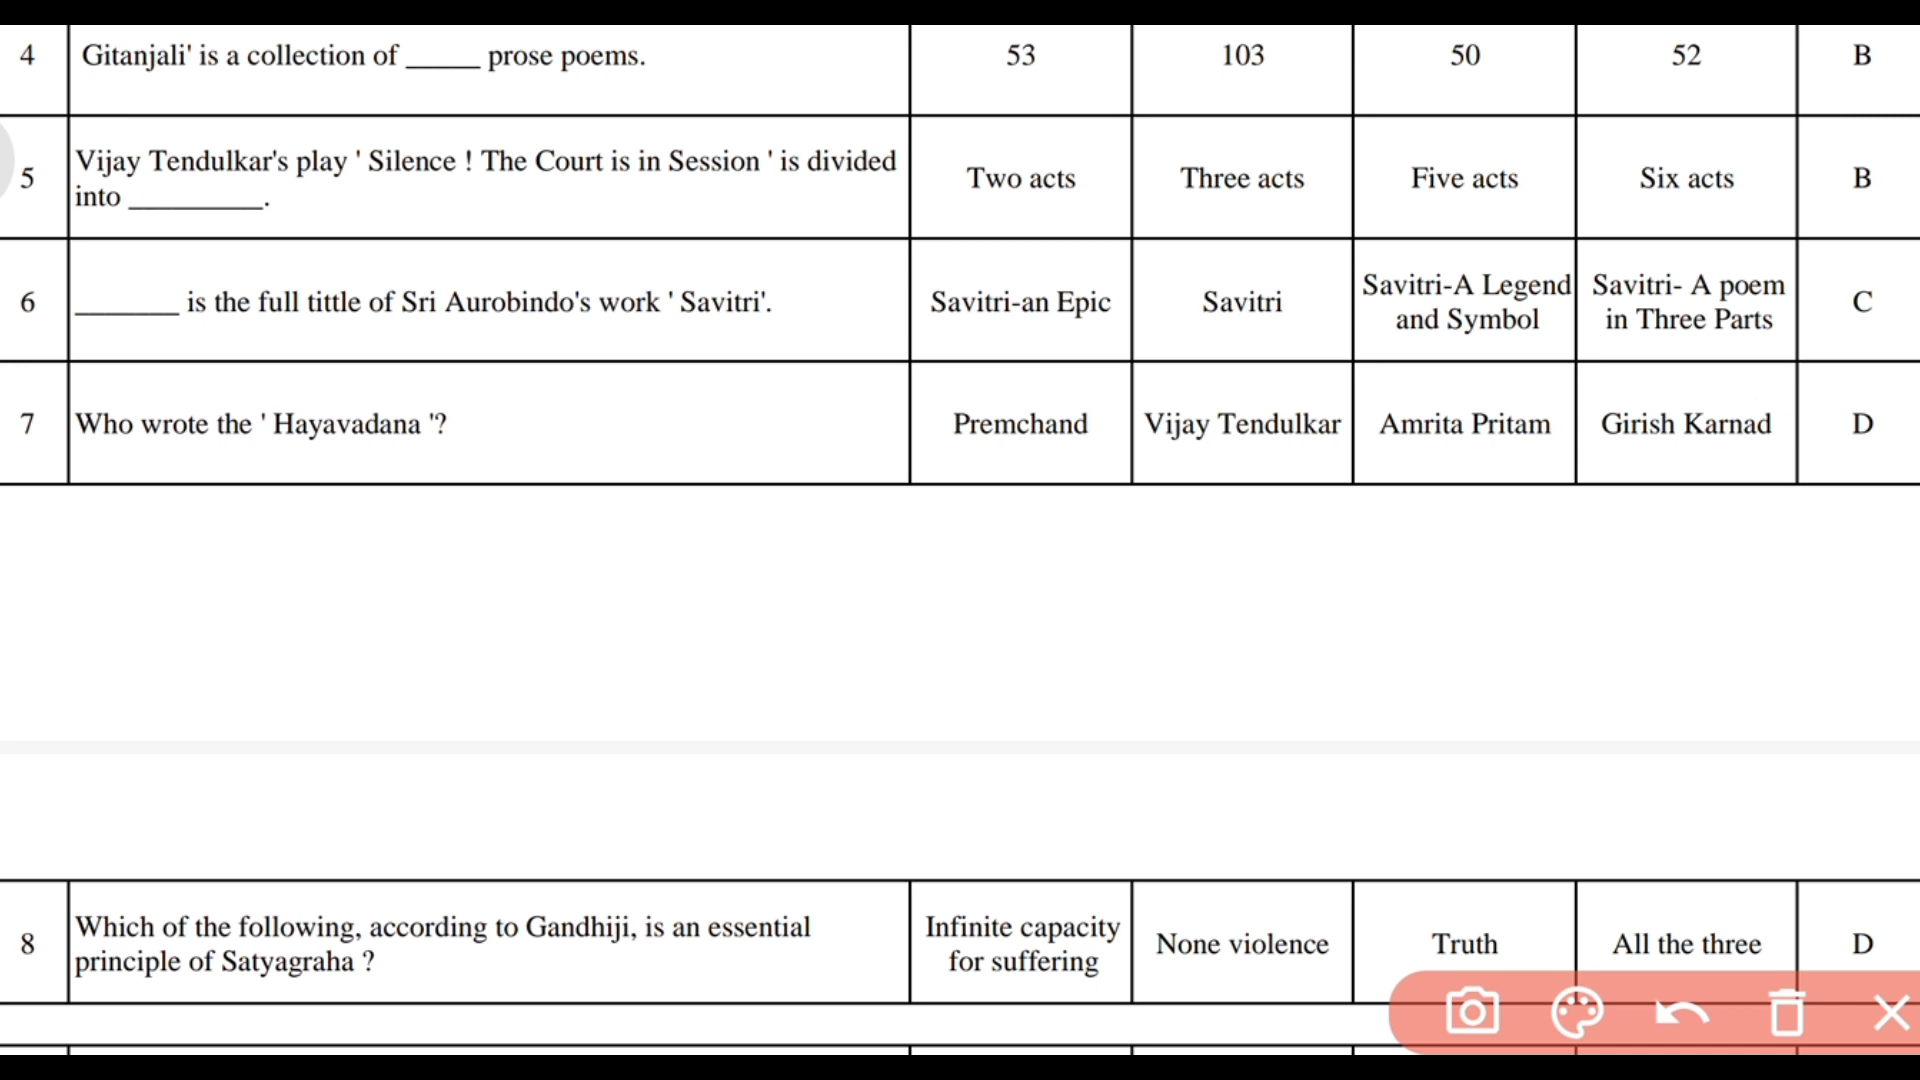 4 Gitanjali' is a collection of _____ prose poems. 53 103 50 52 B
Vijay Tendulkar's play ' Silence ! The Court is in Session ' is divided
5 into _________. Two acts Three acts Five acts Six acts B
6 _______ is the full tittle of Sri Aurobindo's work ' Savitri'. Savitri-an Epic Savitri Savitri-A Legend Savitri- A poem C
and Symbol in Three Parts
7 Who wrote the ' Hayavadana '? Premchand Vijay Tendulkar Amrita Pritam Girish Karnad D
8 Which of the following, according to Gandhiji, is an essential Infinite capacity None violence Truth All the three D
principle of Satyagraha ? for suffering